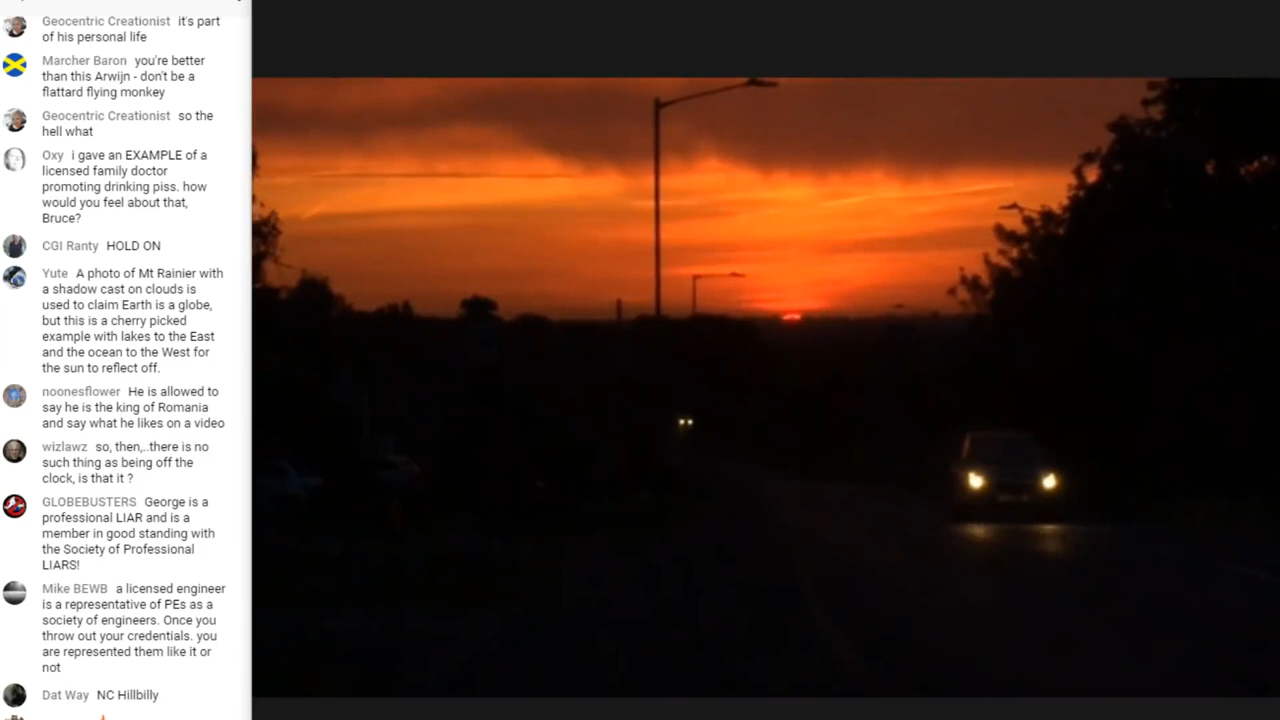 Geocentric Creationist it's part
of his personal life
Marcher Baron you're better
than this Arwijn - don't be a
flattard flying monkey
Geocentric Creationist so the
hell what
Oxy i gave an EXAMPLE of a
licensed family doctor
promoting drinking piss. how
would you feel about that,
Bruce?
CGI Ranty HOLD ON
Yute A photo of Mt Rainier with
a shadow cast on clouds is
used to claim Earth is a globe,
but this is a cherry picked
example with lakes to the East
and the ocean to the West for
the sun to reflect off.
noonesflower He is allowed to
say he is the king of Romania
and say what he likes on a video
wizlawz so, then,..there is no
such thing as being off the
clock, is that it ?
GLOBEBUSTERS George is a
professional LIAR and is a
member in good standing with
the Society of Professional
LIARS!
Mike BEWB a licensed engineer
is a representative of PEs as a
society of engineers. Once you
throw out your credentials. you
are represented them like it or
not
Dat Way NC Hillbilly